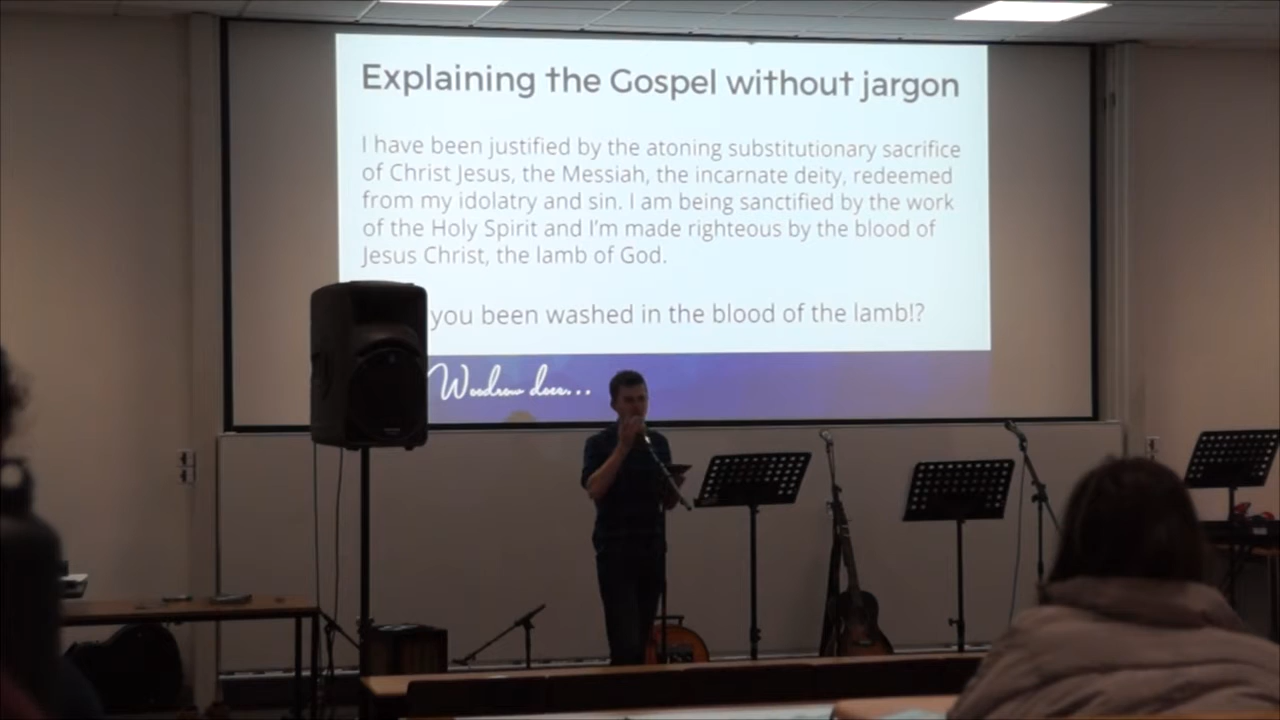 Explaining the Gospel without jargon
I have been justified by the atoning substitutionary sacrifice
of Christ Jesus, the Messiah, the incarnate deity, redeemed
from my idolatry and sin. I am being sanctified by the work
of the Holy Spirit and I'm made righteous by the blood of
Jesus Christ, the lamb of God.
you been washed in the blood of the lamb!?
Woodrow does...